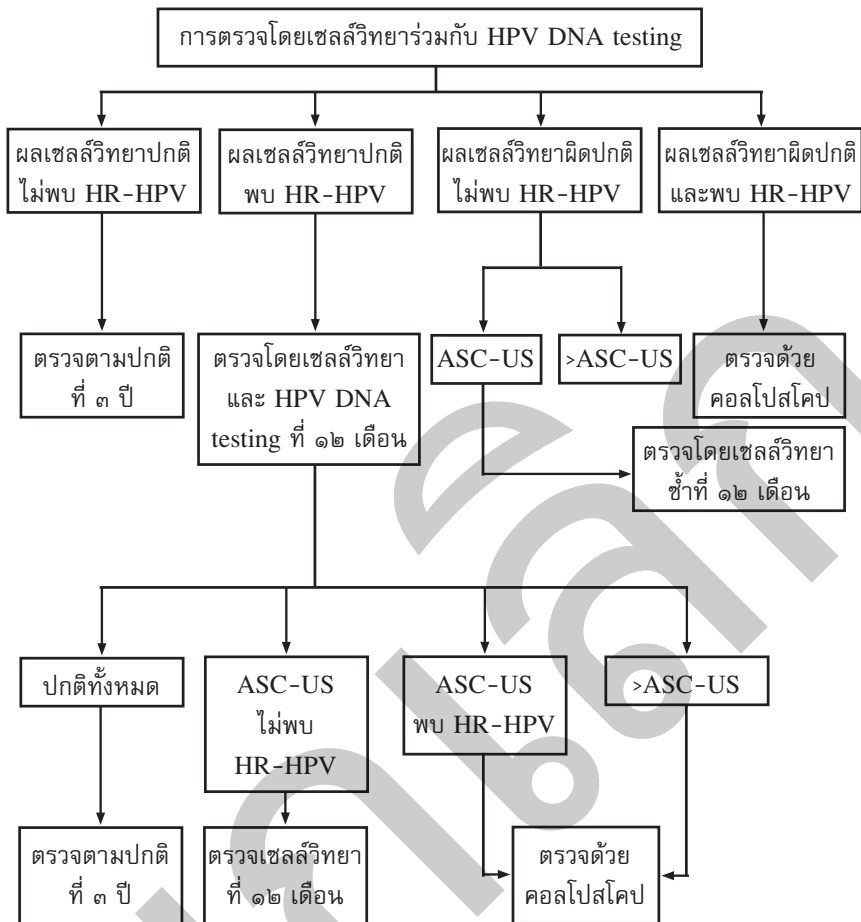 การตรวจโดยเซลล์วิทยาร่วมกับ HPV DNA testing
ผลเซลล์วิทยาปกติ
ไม่พบ HR-HPV
ผลเซลล์วิทยาปกติ
พบ HR-HPV
ผลเซลล์วิทยาผิดปกติ
ไม่พบ HR-HPV
ผลเซลล์วิทยาผิดปกติ
และพบ HR-HPV
ตรวจตามปกติ
ที่ ๓ ปี
ตรวจโดยเซลล์วิทยา
และ HPV DNA
testing ที่ ๑๒ เดือน
ASC-US
>ASC-US
ตรวจด้วย
คอลโปสโคป
ตรวจโดยเซลล์วิทยา
ซ้ำที่ ๑๒ เดือน
ปกติทั้งหมด
ASC-US
ไม่พบ
HR-HPV
ASC-US
พบ HR-HPV
>ASC-US
ตรวจตามปกติ
ที่ ๓ ปี
ตรวจเซลล์วิทยา
ที่ ๑๒ เดือน
ตรวจด้วย
คอลโปสโคป